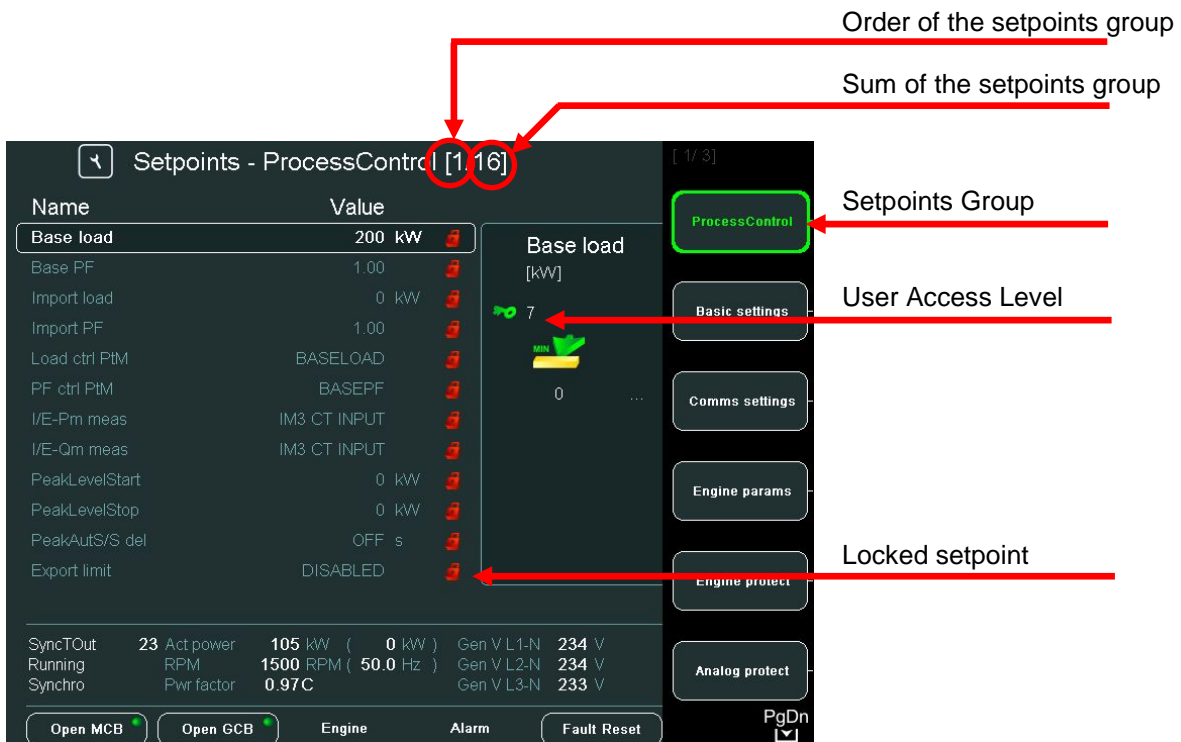 Order of the setpoints group
Sum of the setpoints group
Setpoints - ProcessControl [1/16]
[ 1/ 3]
Name Value
Base load 200 kW
Base PF 1.00
Import load 0 kW
Import PF 1.00
Load ctrl PtM BASELOAD
PF ctrl PtM BASEPF
I/E-Pm meas IM3 CT INPUT
I/E-Qm meas IM3 CT INPUT
PeakLevelStart 0 kW
PeakLevelStop 0 kW
PeakAutS/S del OFF s
Export limit DISABLED
Base load
[kW]
7
MIN
0 ...
ProcessControl
Basic settings
Comms settings
Engine params
Engine protect
Analog protect
PgDn
Setpoints Group
User Access Level
Locked setpoint
SyncTOut 23 Act power 105 kW ( 0 kW ) Gen V L1-N 234 V
Running RPM 1500 RPM ( 50.0 Hz ) Gen V L2-N 234 V
Synchro Pwr factor 0.97C Gen V L3-N 233 V
Open MCB Open GCB Engine Alarm Fault Reset